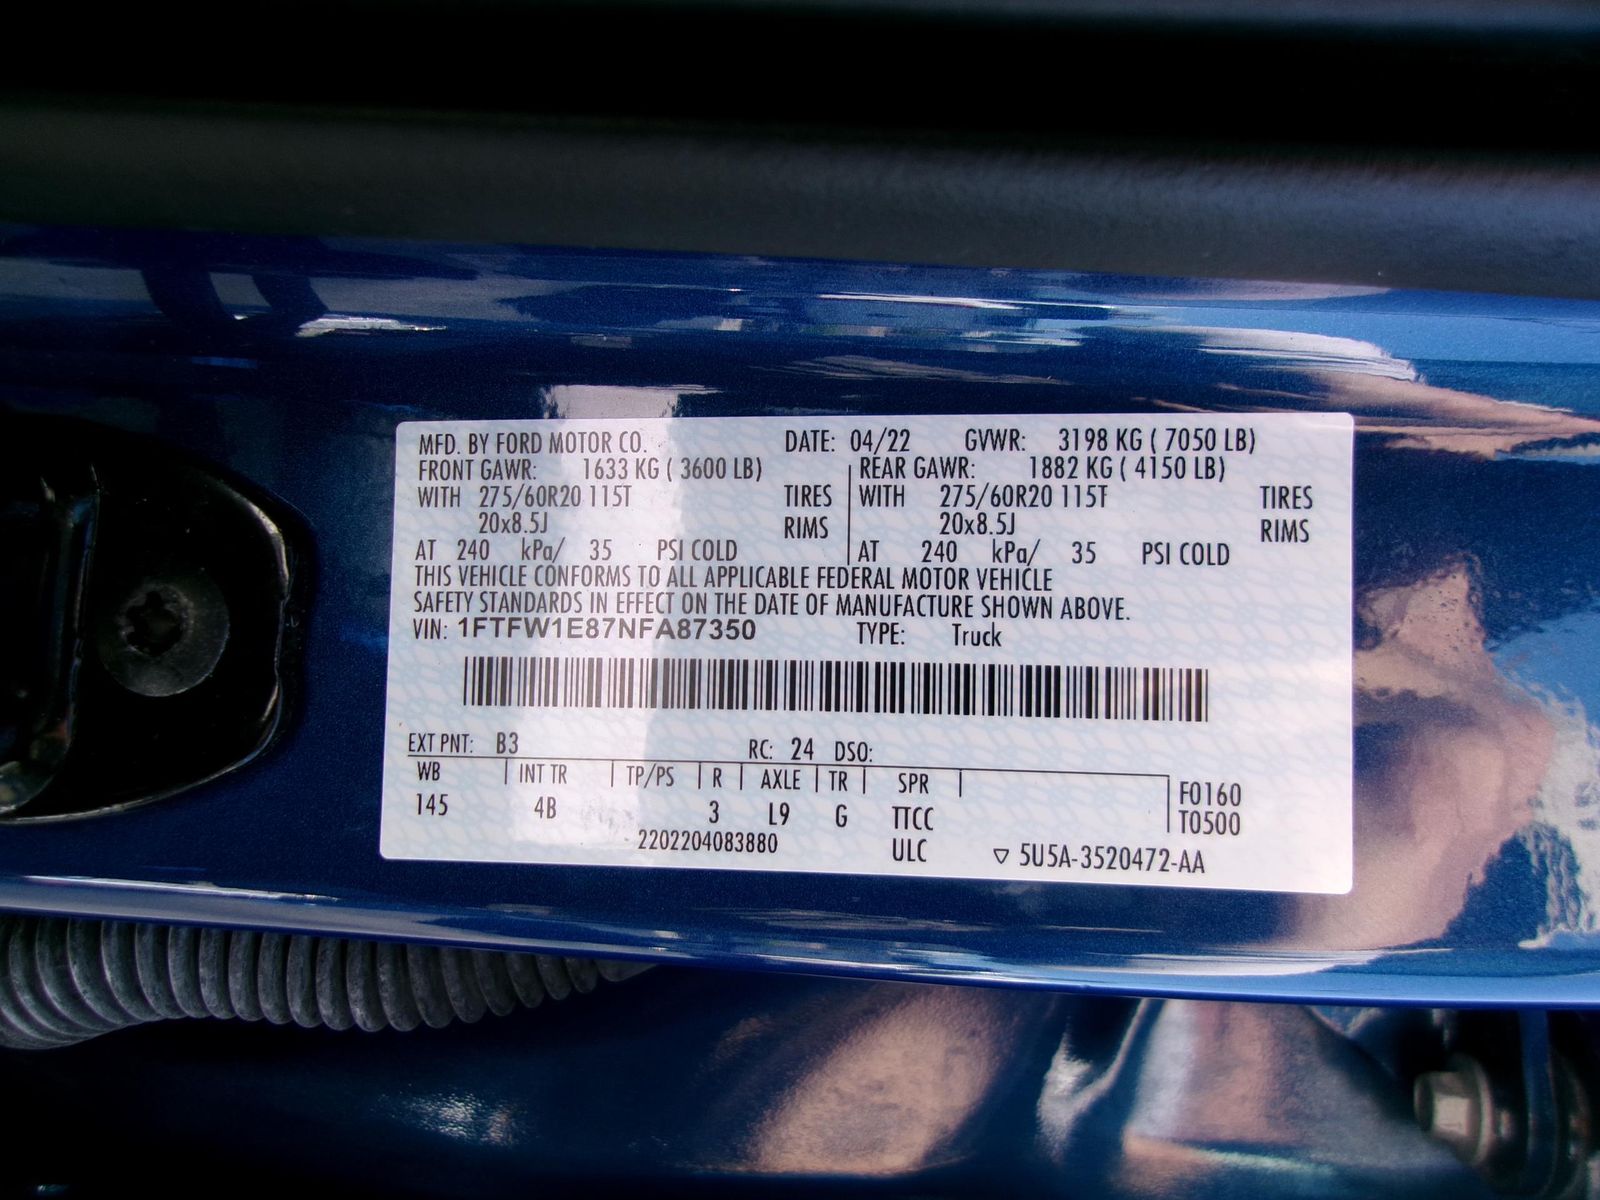 MFD. BY FORD MOTOR CO. DATE: 04/22 GVWR: 3198 KG ( 7050 LB)
FRONT GAWR: 1633 KG ( 3600 LB) REAR GAWR: 1882 KG ( 4150 LB)
WITH 275/60R20 115T TIRES WITH 275/60R20 115T TIRES
20x8.5J RIMS 20x8.5J RIMS
AT 240 kPa/ 35 PSI COLD AT 240 kPa/ 35 PSI COLD
THIS VEHICLE CONFORMS TO ALL APPLICABLE FEDERAL MOTOR VEHICLE
SAFETY STANDARDS IN EFFECT ON THE DATE OF MANUFACTURE SHOWN ABOVE.
VIN: 1FTFW1E87NFA87350 TYPE: Truck
EXT PNT: B3 RC: 24 DSO:
WB INT TR TP/PS R AXLE TR SPR F0160
145 4B 3 L9 G TTCC T0500
2202204083880 ULC ▽ 5U5A-3520472-AA